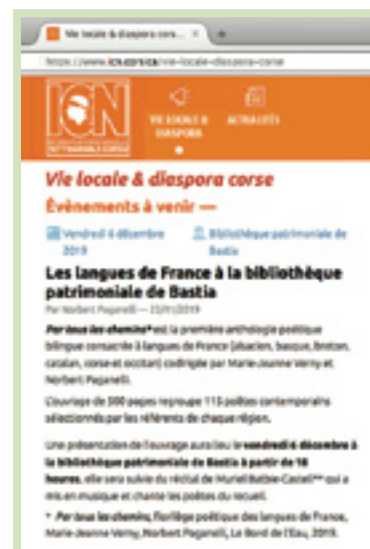 Vie locale & diaspora cors...
https://www.icn.corsica/vie-locale-diaspora-corse
ICN
VIE LOCALE &
DIASPORA
ACTUALITÉS
SETTIMANALE CORSE
Vie locale & diaspora corse
Évènements à venir —
Vendredi 6 décembre
2019
Bibliothèque patrimoniale de
Bastia
Les langues de France à la bibliothèque
patrimoniale de Bastia
Par Norbert Paganelli — 23/11/2019
Par tous les chemins* est la première anthologie poétique
bilingue consacrée à langues de France (alsacien, basque, breton,
catalan, corse et occitan) codirigée par Marie-Jeanne Verny et
Norbert Paganelli.
L'ouvrage de 500 pages regroupe 113 poètes contemporains
sélectionnés par les référents de chaque région.
Une présentation de l'ouvrage aura lieu le vendredi 6 décembre à
la bibliothèque patrimoniale de Bastia à partir de 18
heures, elle sera suivie du récital de Muriel Batbie-Castell** qui a
mis en musique et chante les poètes du recueil.
* Par tous les chemins, florilège poétique des langues de France,
Marie-Jeanne Verny, Norbert Paganelli, Le Bord de l'Eau, 2019.